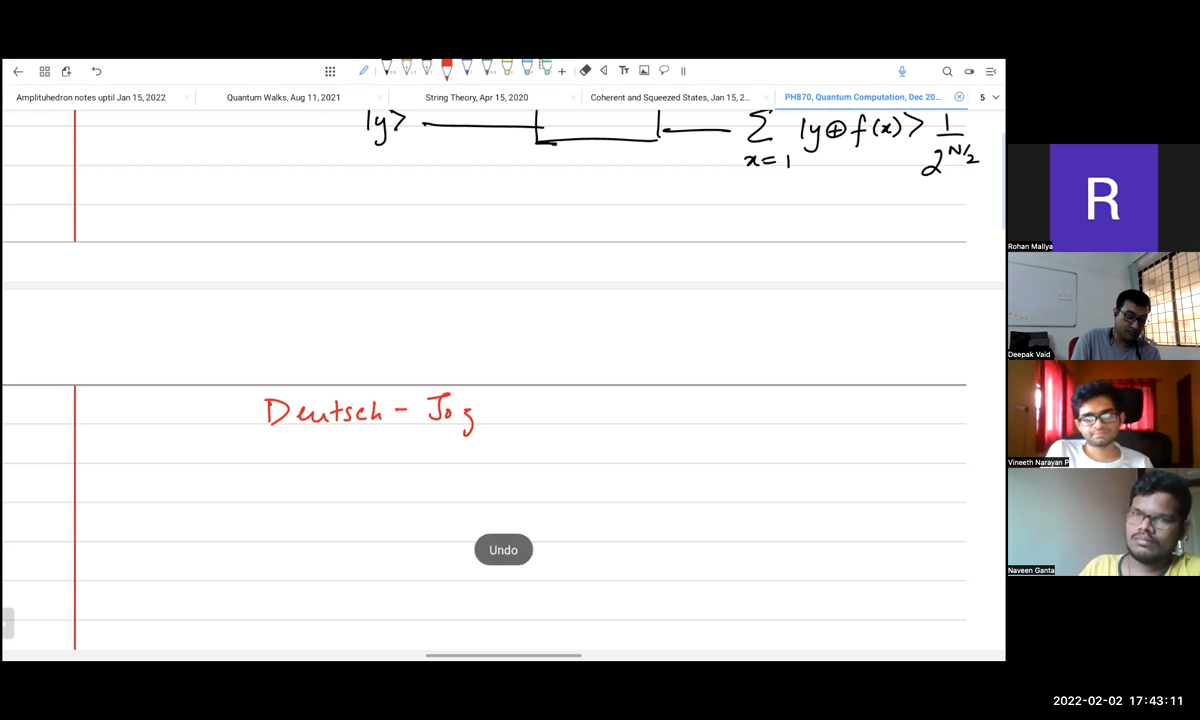 Amplituhedron notes uptil Jan 15, 2022
Quantum Walks, Aug 11, 2021
String Theory, Apr 15, 2020
Coherent and Squeezed States, Jan 15, 2...
PH870, Quantum Computation, Dec 20...
5
Tt
|y>
∑ |y⊕f(x)> 1
x=1 2^N/2
Deutsch - Joz
Undo
R
Rohan Mallya
Deepak Vaid
Vineeth Narayan P
Naveen Ganta
2022-02-02 17:43:11